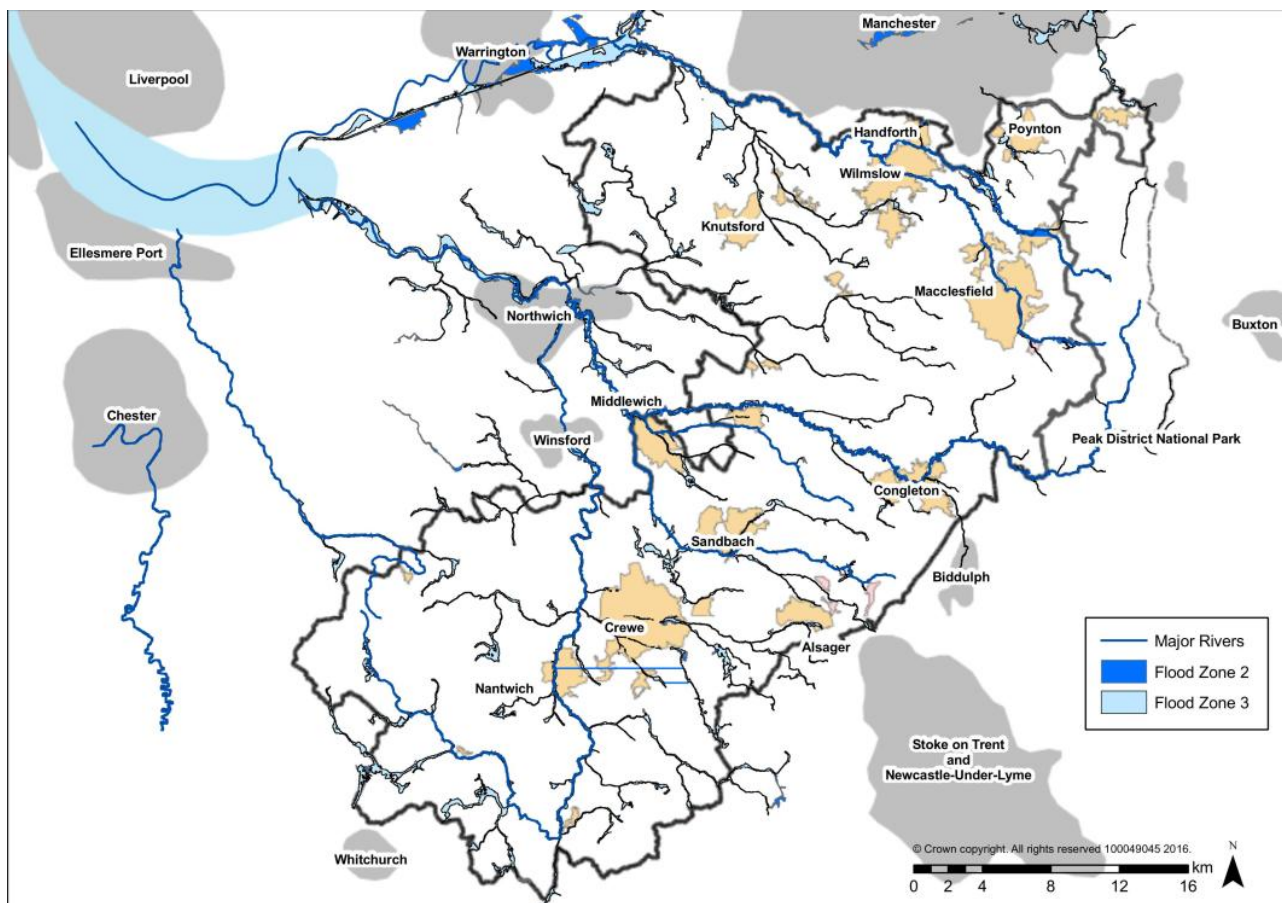 Manchester
Warrington
Liverpool
Handforth
Poynton
Wilmslow
Knutsford
Ellesmere Port
Macclesfield
Northwich
Buxton
Middlewich
Chester
Winsford
Peak District National Park
Congleton
Sandbach
Biddulph
Crewe
Alsager
Nantwich
Major Rivers
Flood Zone 2
Flood Zone 3
Stoke on Trent
and
Newcastle-Under-Lyme
Whitchurch
© Crown copyright. All rights reserved 100049045 2016.
N
km
0 2 4 8 12 16